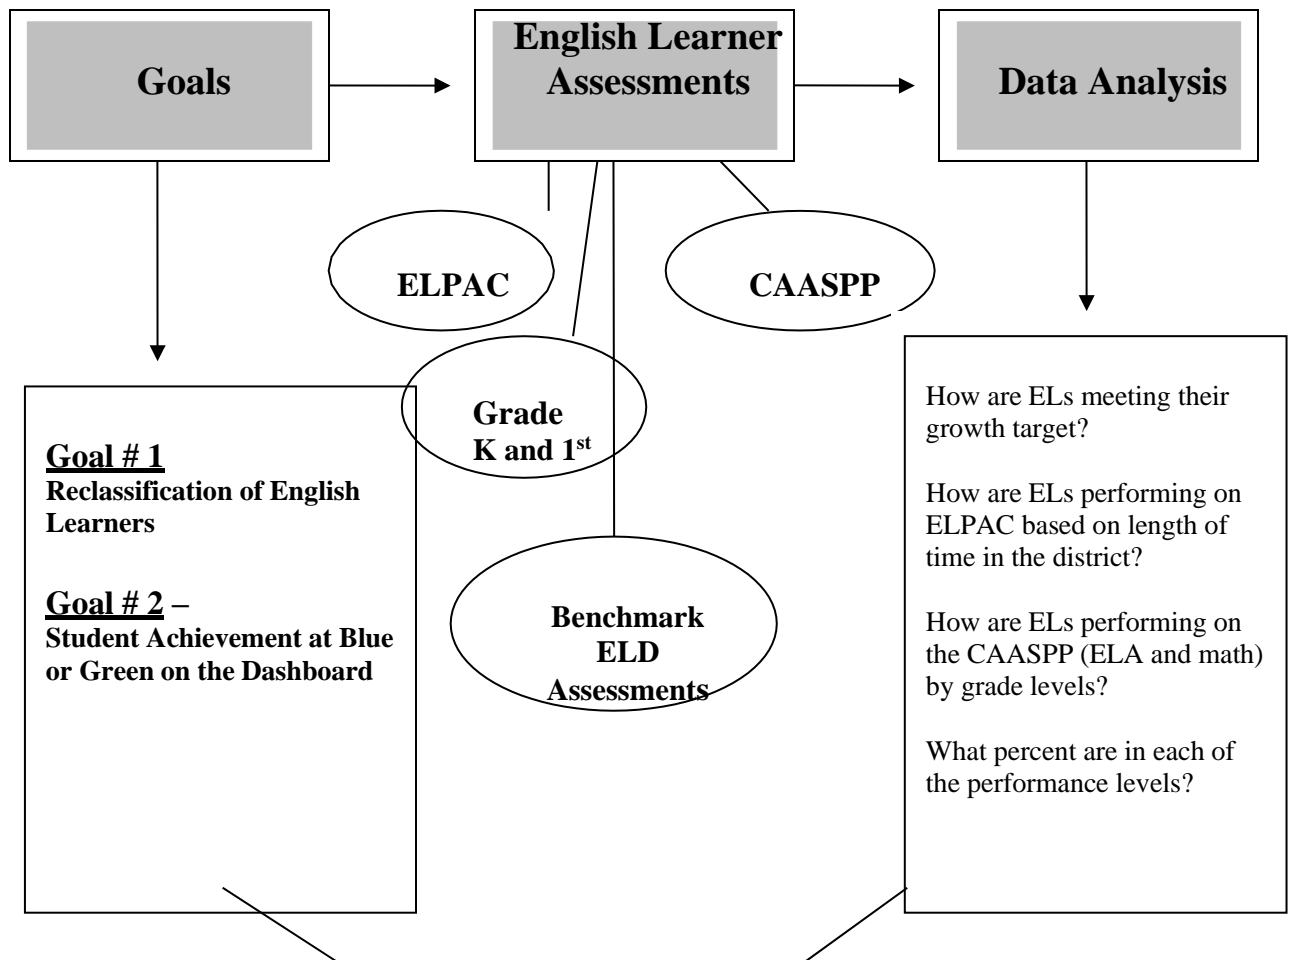 Goals
English Learner
Assessments
Data Analysis
ELPAC
CAASPP
Grade
K and 1st
Benchmark
ELD
Assessments
Goal # 1
Reclassification of English
Learners
Goal # 2 –
Student Achievement at Blue
or Green on the Dashboard
How are ELs meeting their
growth target?
How are ELs performing on
ELPAC based on length of
time in the district?
How are ELs performing on
the CAASPP (ELA and math)
by grade levels?
What percent are in each of
the performance levels?